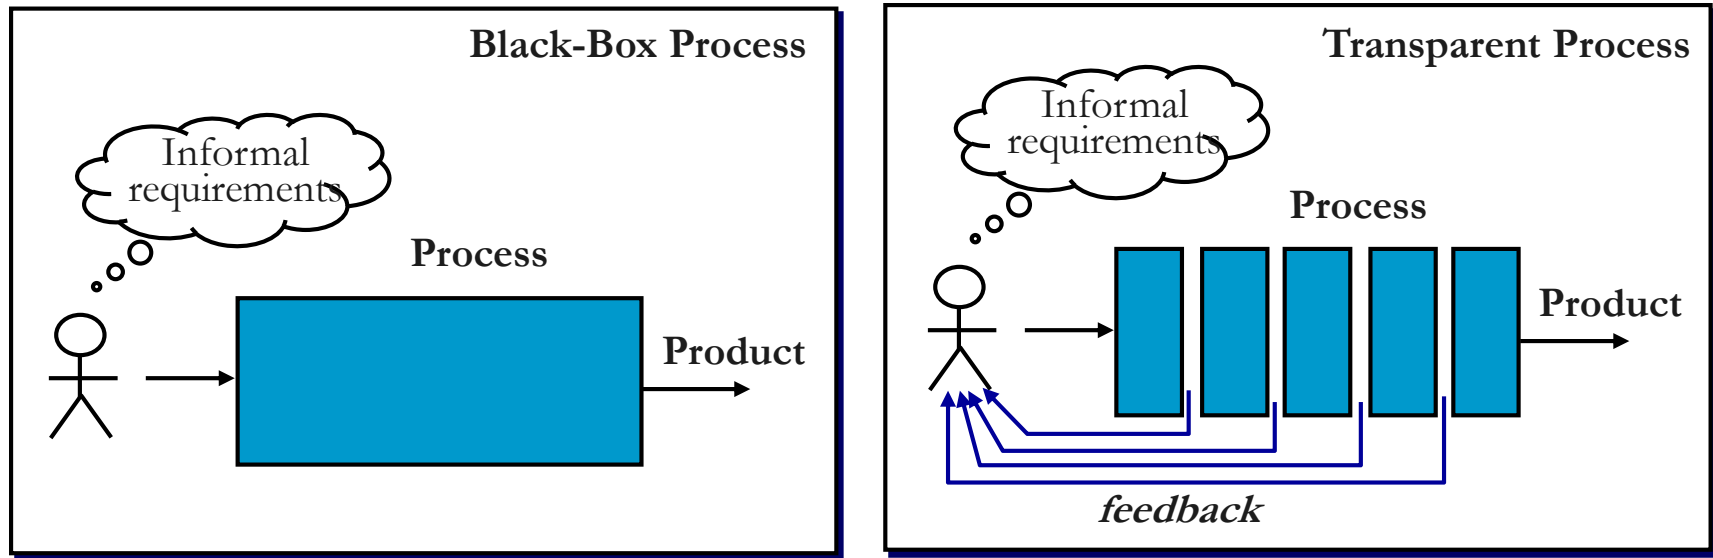 Black-Box Process
Informal
requirements
Process
Product
Transparent Process
Informal
requirements
Process
Product
feedback